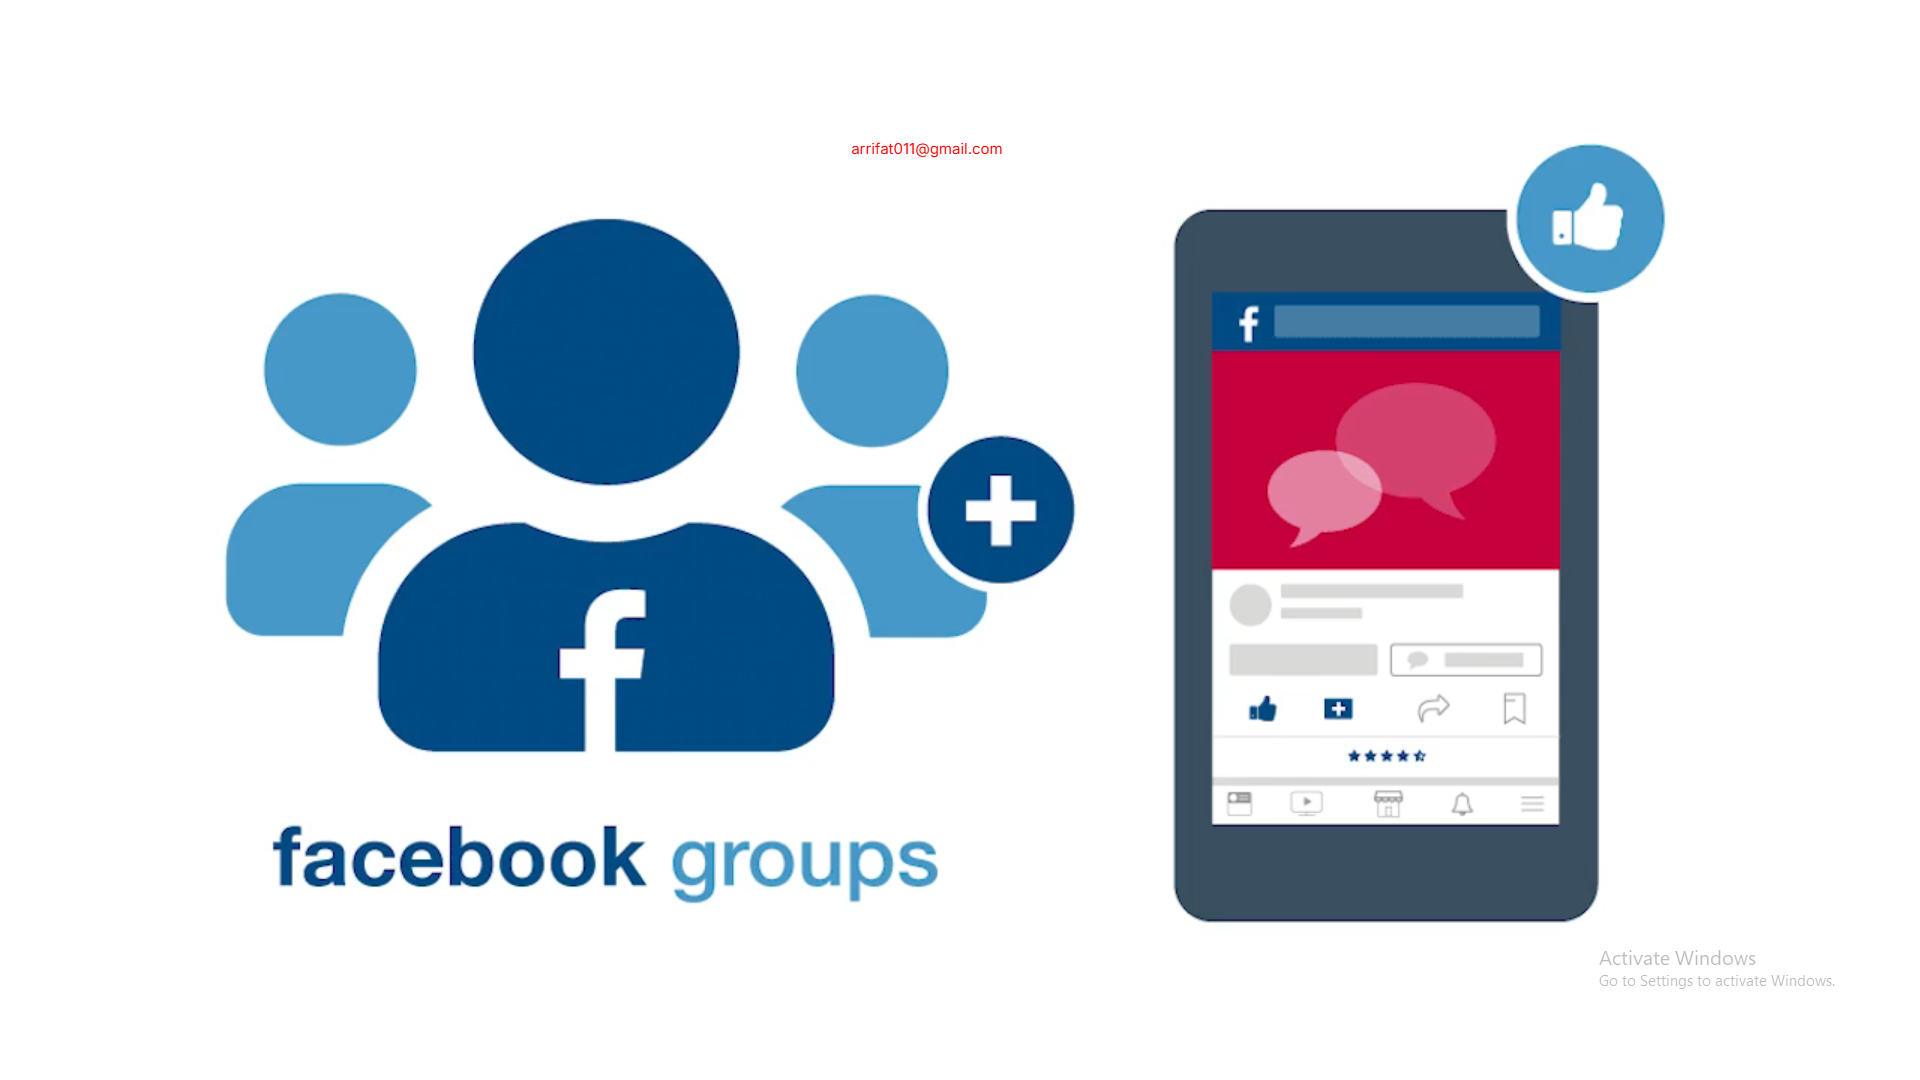 arrifat011@gmail.com
f
f
facebook groups
Activate Windows
Go to Settings to activate Windows.